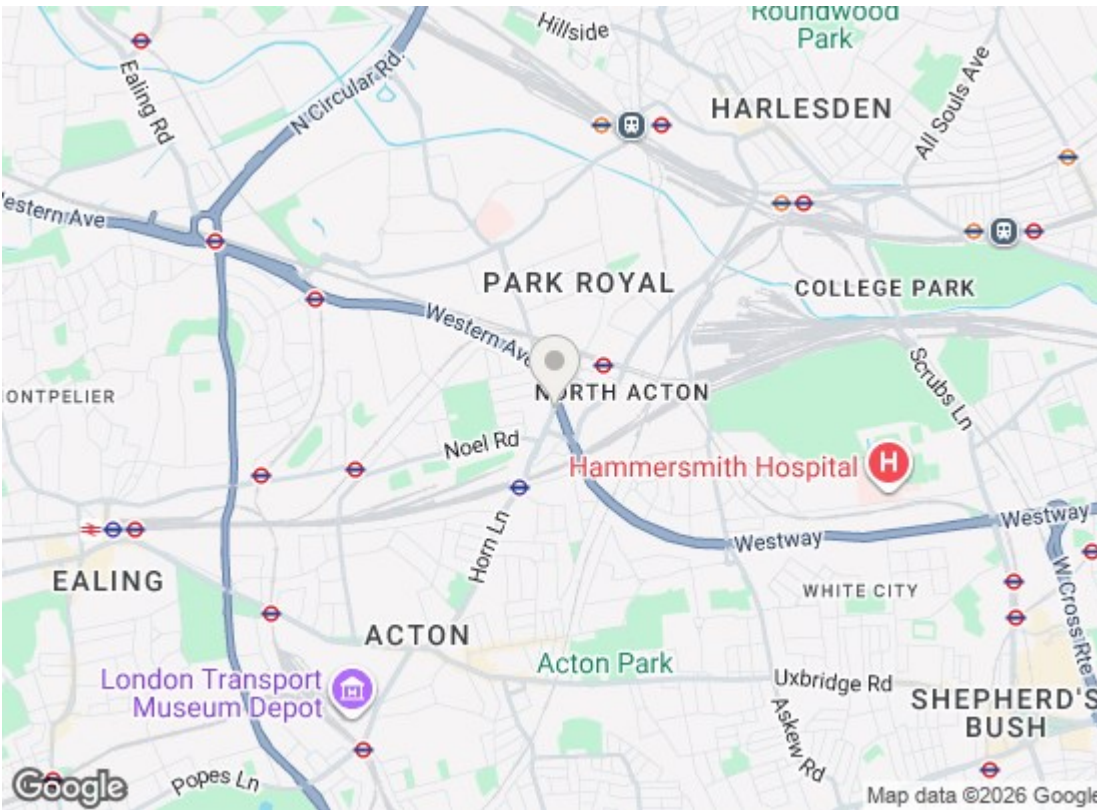 Roundwood
Park
Hillside
Ealing Rd
N Circular Rd.
HARLESDEN
All Souls Ave
Western Ave
PARK ROYAL
COLLEGE PARK
Western Ave
NORTH ACTON
Scrubs Ln
Noel Rd
Hammersmith Hospital
H
Westway
Westway
Horn Ln
EALING
WHITE CITY
W Cross Rte
ACTON
Acton Park
London Transport
Museum Depot
Uxbridge Rd
Askew Rd
SHEPHERD'S
BUSH
Popes Ln
Google
Map data ©2026 Google